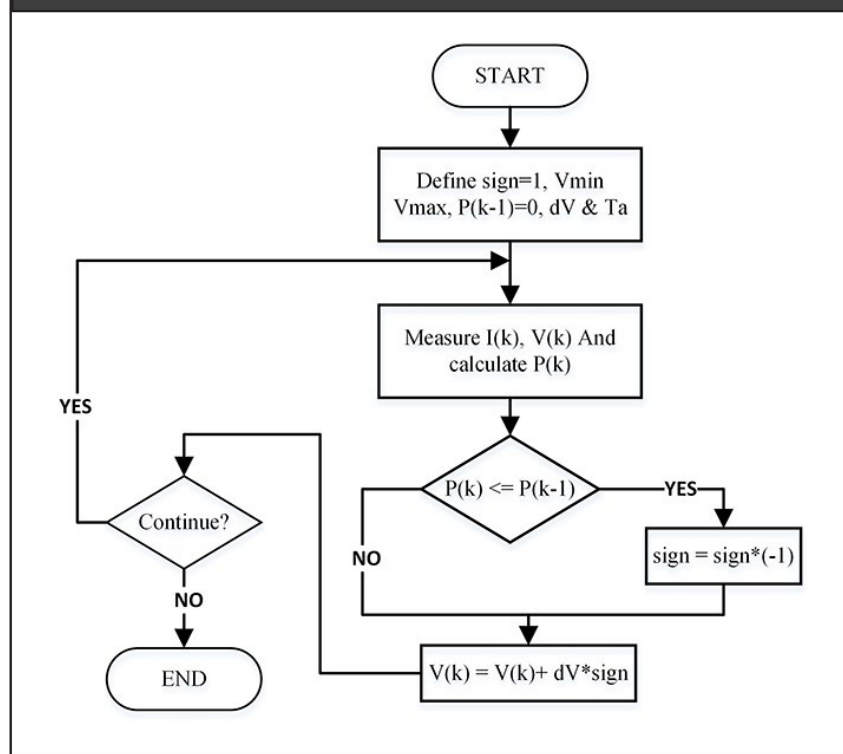 START
Define sign=1, Vmin
Vmax, P(k-1)=0, dV & Ta
Measure I(k), V(k) And
calculate P(k)
YES
P(k) <= P(k-1)
YES
Continue?
NO
sign = sign*(-1)
NO
END
V(k) = V(k)+ dV*sign